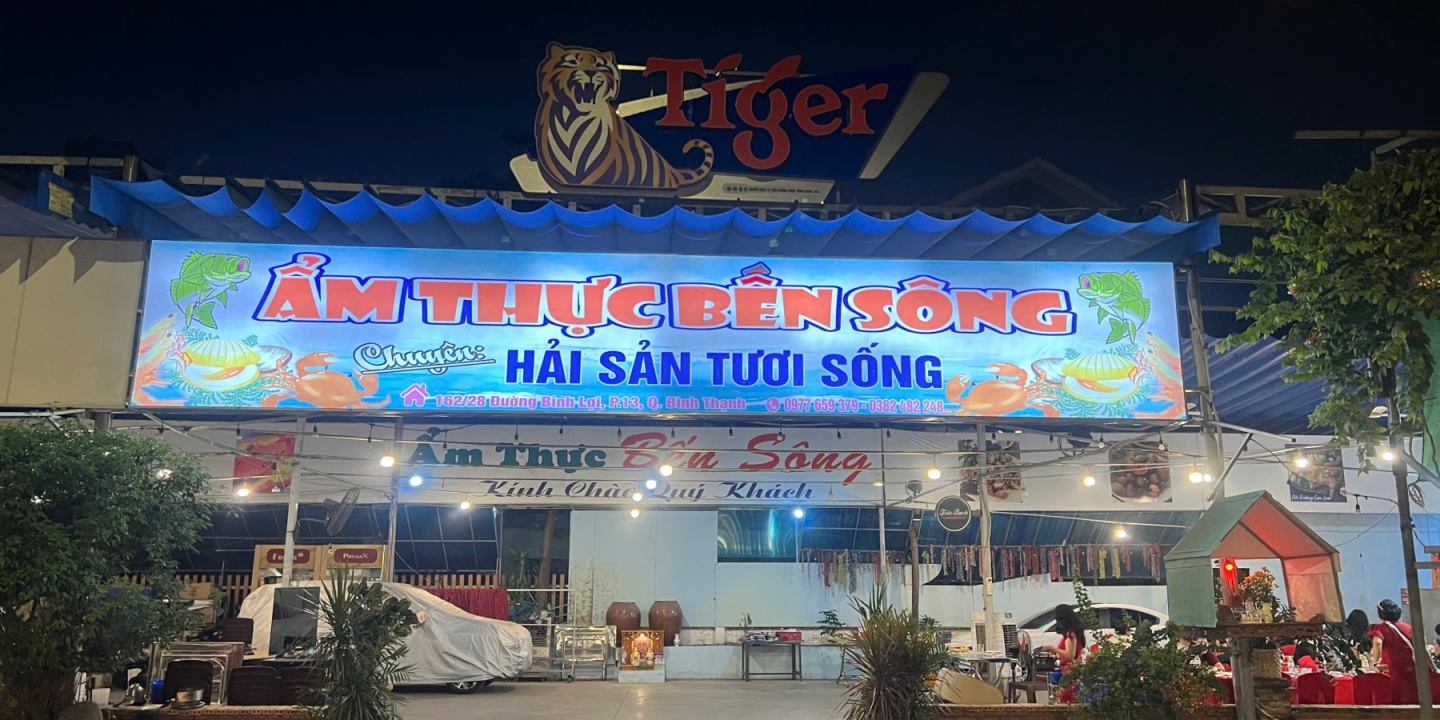 Tiger
ẨM THỰC BẾN SÔNG
Chuyên:
HẢI SẢN TƯƠI SỐNG
162/28 Đường Bình Lợi, P.13, Q. Bình Thạnh
0977 659 379 - 0382 482 248
Ẩm Thực Bến Sông
Kính Chào Quý Khách